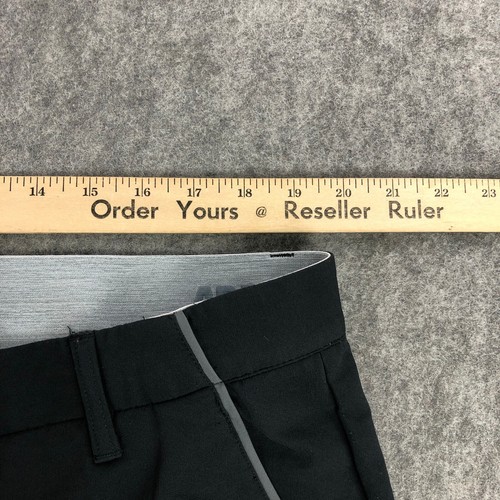 14 15 16 17 18 19 20 21 22 23
Order Yours @ Reseller Ruler